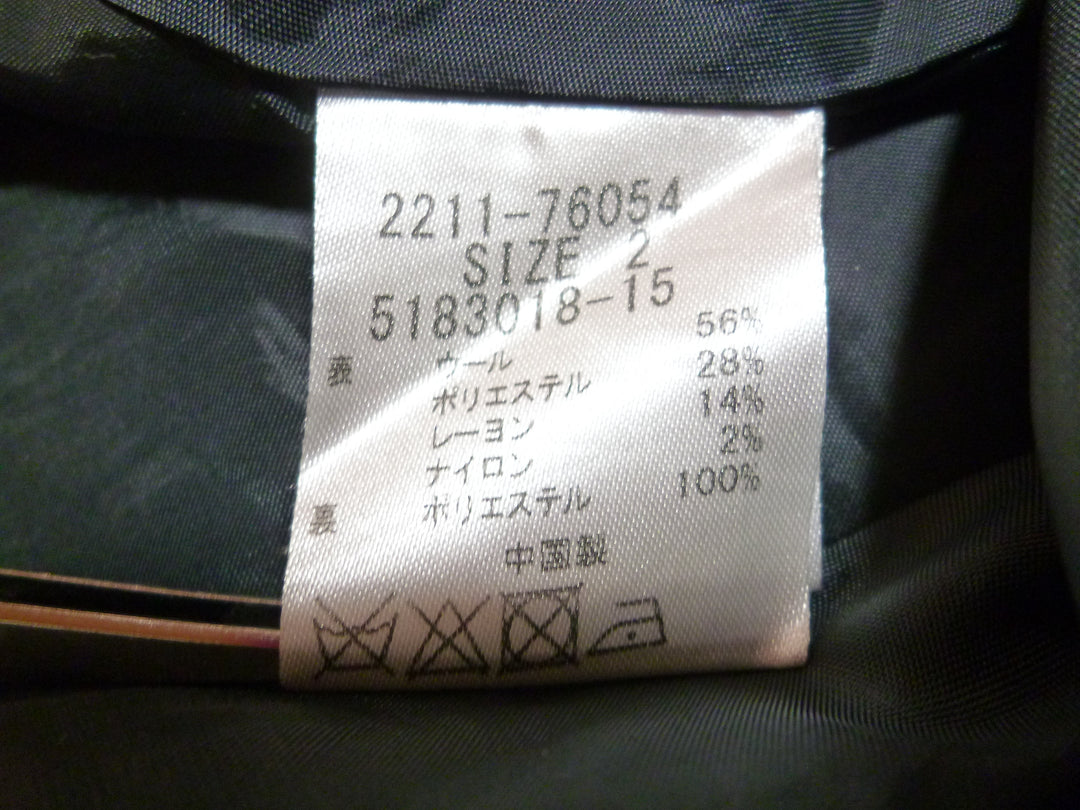 2211-76054
SIZE 2
5183018-15
表 ウール 56%
ポリエステル 28%
レーヨン 14%
ナイロン 2%
裏 ポリエステル 100%
中国製